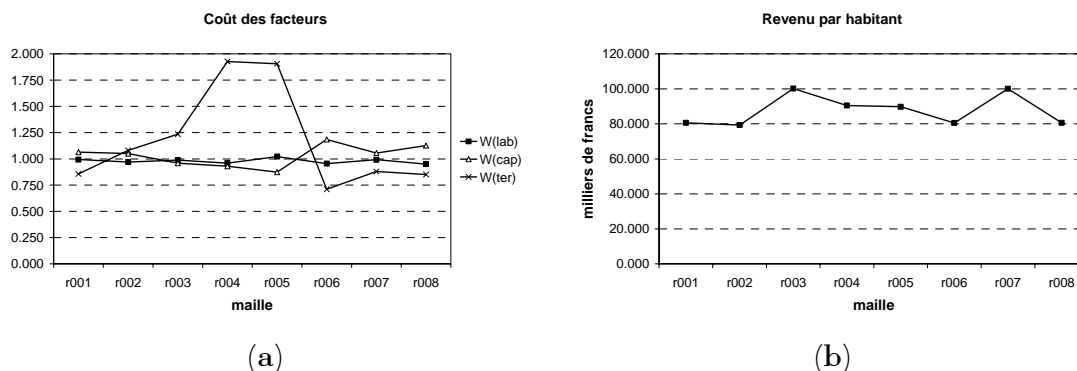 Coût des facteurs
2.000
1.750
1.500
1.250
1.000
0.750
0.500
0.250
0.000
r001 r002 r003 r004 r005 r006 r007 r008
maille
W(lab)
W(cap)
W(ter)
(a)
Revenu par habitant
milliers de francs
120.000
100.000
80.000
60.000
40.000
20.000
0.000
r001 r002 r003 r004 r005 r006 r007 r008
maille
(b)